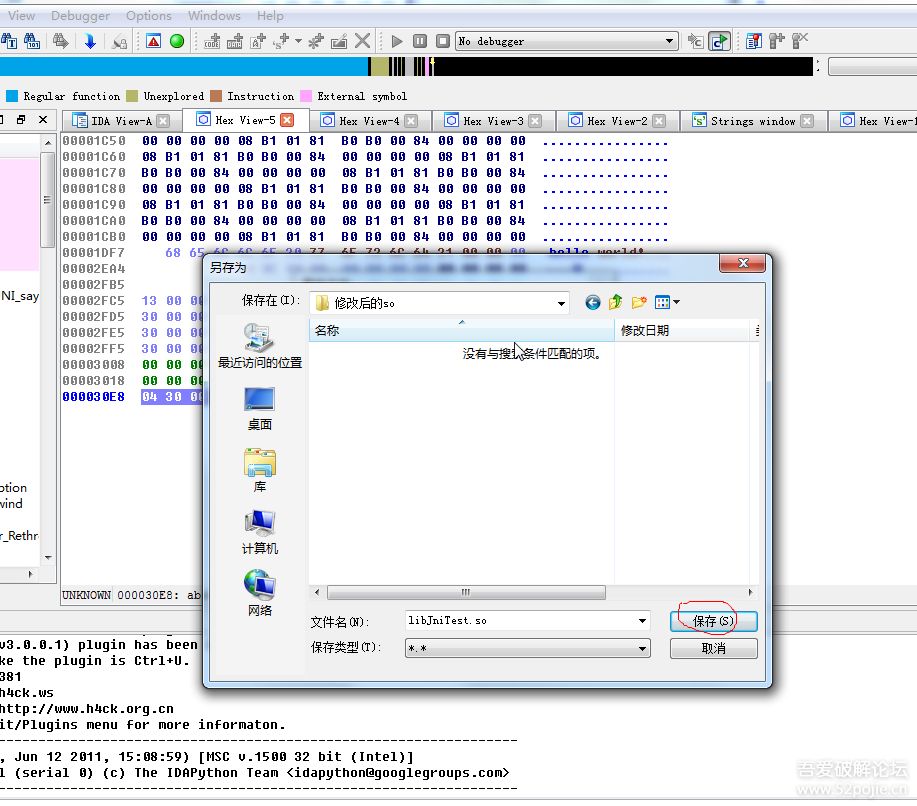 View Debugger Options Windows Help
No debugger
Regular function Unexplored Instruction External symbol
IDA View-A Hex View-5 Hex View-4 Hex View-3 Hex View-2 Strings window Hex View-1
00001C50 00 00 00 00 08 B1 01 81 B0 B0 00 84 00 00 00 00 ................
00001C60 08 B1 01 81 B0 B0 00 84 00 00 00 00 08 B1 01 81 ................
00001C70 B0 B0 00 84 00 00 00 00 08 B1 01 81 B0 B0 00 84 ................
00001C80 00 00 00 00 08 B1 01 81 B0 B0 00 84 00 00 00 00 ................
00001C90 08 B1 01 81 B0 B0 00 84 00 00 00 00 08 B1 01 81 ................
00001CA0 B0 B0 00 84 00 00 00 00 08 B1 01 81 B0 B0 00 84 ................
00001CB0 00 00 00 00 08 B1 01 81 B0 B0 00 84 00 00 00 00 ................
00001DF7 68 65 6C 6C 6F 20 77 6F 72 6C 64 21 00 00 00 hello world!
00002EA4
00002FB5
00002FC5 13 00 00
00002FD5 30 00 00
00002FE5 30 00 00
00002FF5 30 00 00
00003008 00 00 00
00003018 00 00 00
000030E8 04 30 00
NI_say
ption
wind
r_Rethr
UNKNOWN 000030E8: ab
另存为
保存在(I):
修改后的so
名称
修改日期
没有与搜索条件匹配的项。
最近访问的位置
桌面
库
计算机
网络
文件名(N):
libJniTest.so
保存(S)
保存类型(T):
*.*
取消
v3.0.0.1) plugin has been
ke the plugin is Ctrl+U.
381
h4ck.ws
http://www.h4ck.org.cn
it/Plugins menu for more informaton.
, Jun 12 2011, 15:08:59) [MSC v.1500 32 bit (Intel)]
l (serial 0) (c) The IDAPython Team <idapython@googlegroups.com>
吾爱破解论坛
www.52pojie.cn